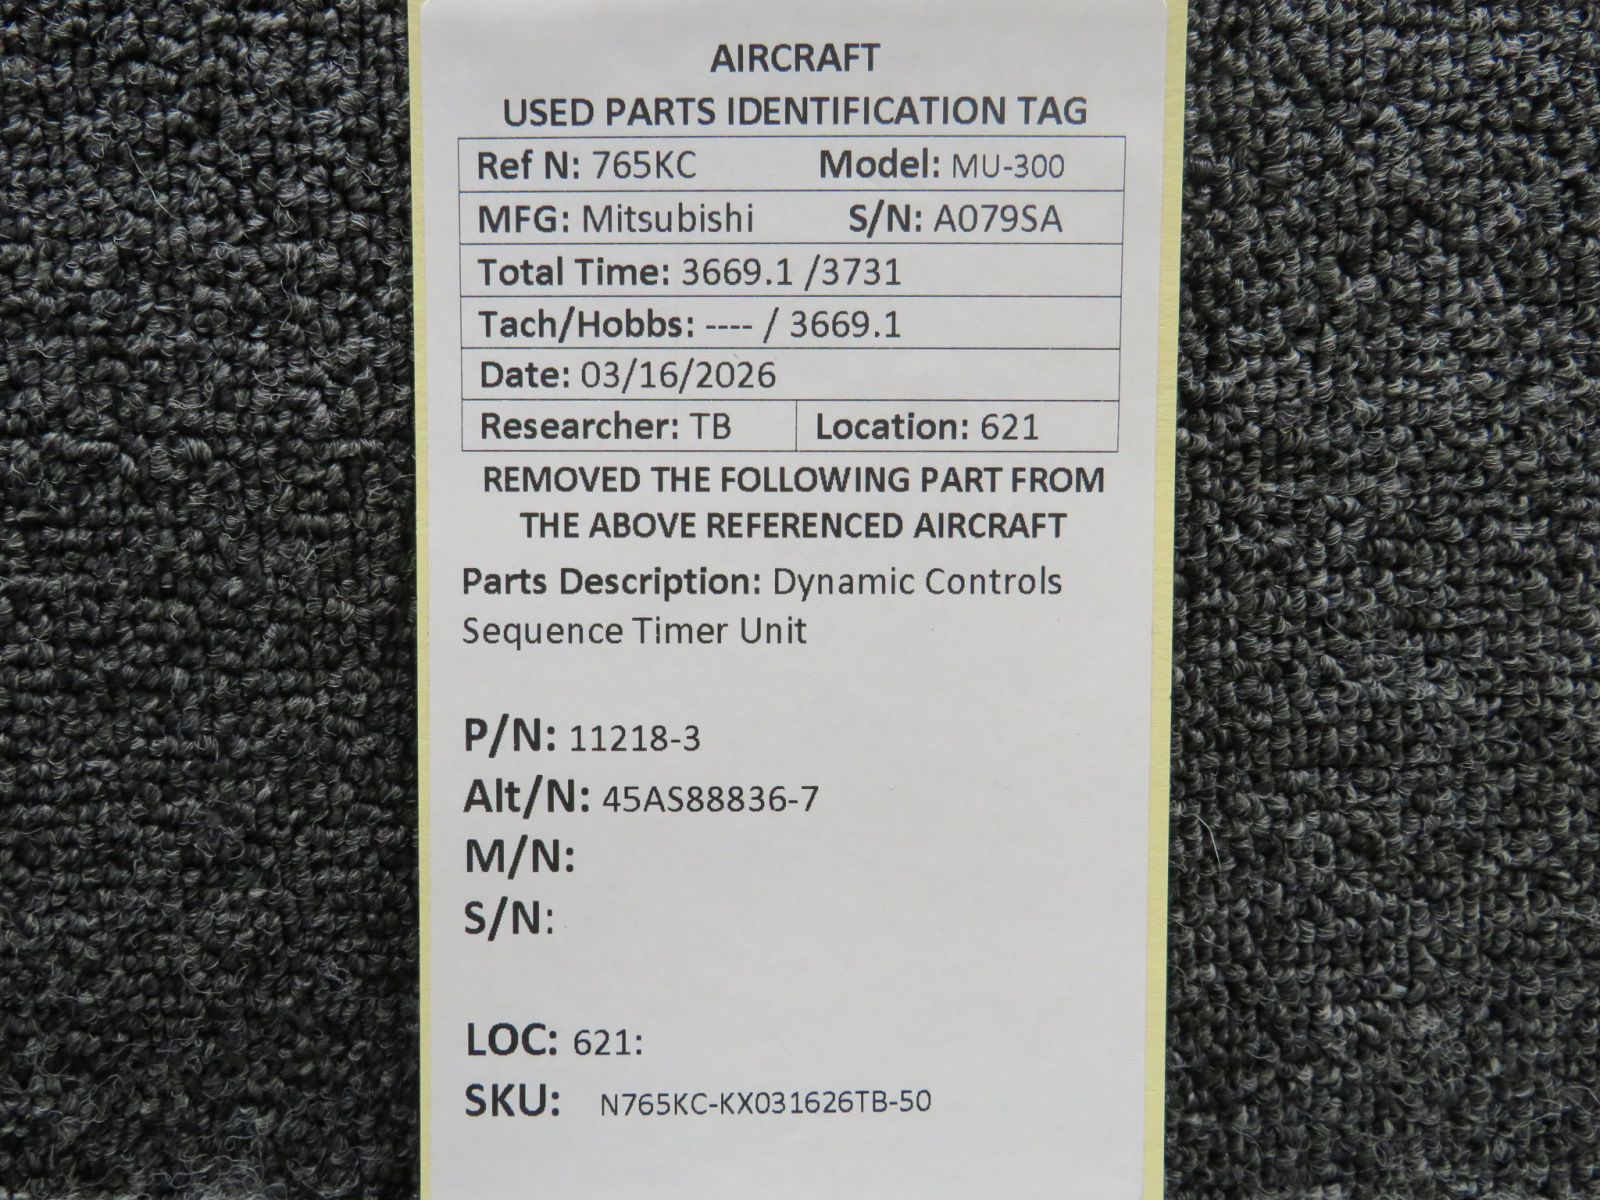 AIRCRAFT
USED PARTS IDENTIFICATION TAG
Ref N: 765KC Model: MU-300
MFG: Mitsubishi S/N: A079SA
Total Time: 3669.1 /3731
Tach/Hobbs: ---- / 3669.1
Date: 03/16/2026
Researcher: TB Location: 621
REMOVED THE FOLLOWING PART FROM
THE ABOVE REFERENCED AIRCRAFT
Parts Description: Dynamic Controls
Sequence Timer Unit
P/N: 11218-3
Alt/N: 45AS88836-7
M/N:
S/N:
LOC: 621:
SKU: N765KC-KX031626TB-50